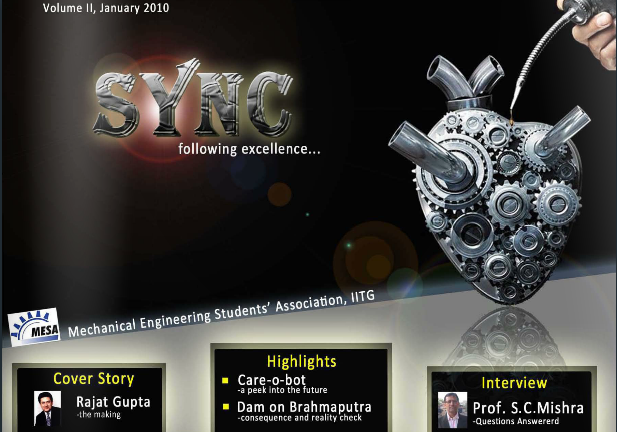 Volume II, January 2010
SYNC
following excellence...
MESA
Mechanical Engineering Students' Association, IITG
Cover Story
Rajat Gupta
-the making
Highlights
Care-o-bot
-a peek into the future
Dam on Brahmaputra
-consequence and reality check
Interview
Prof. S.C.Mishra
-Questions Answererd